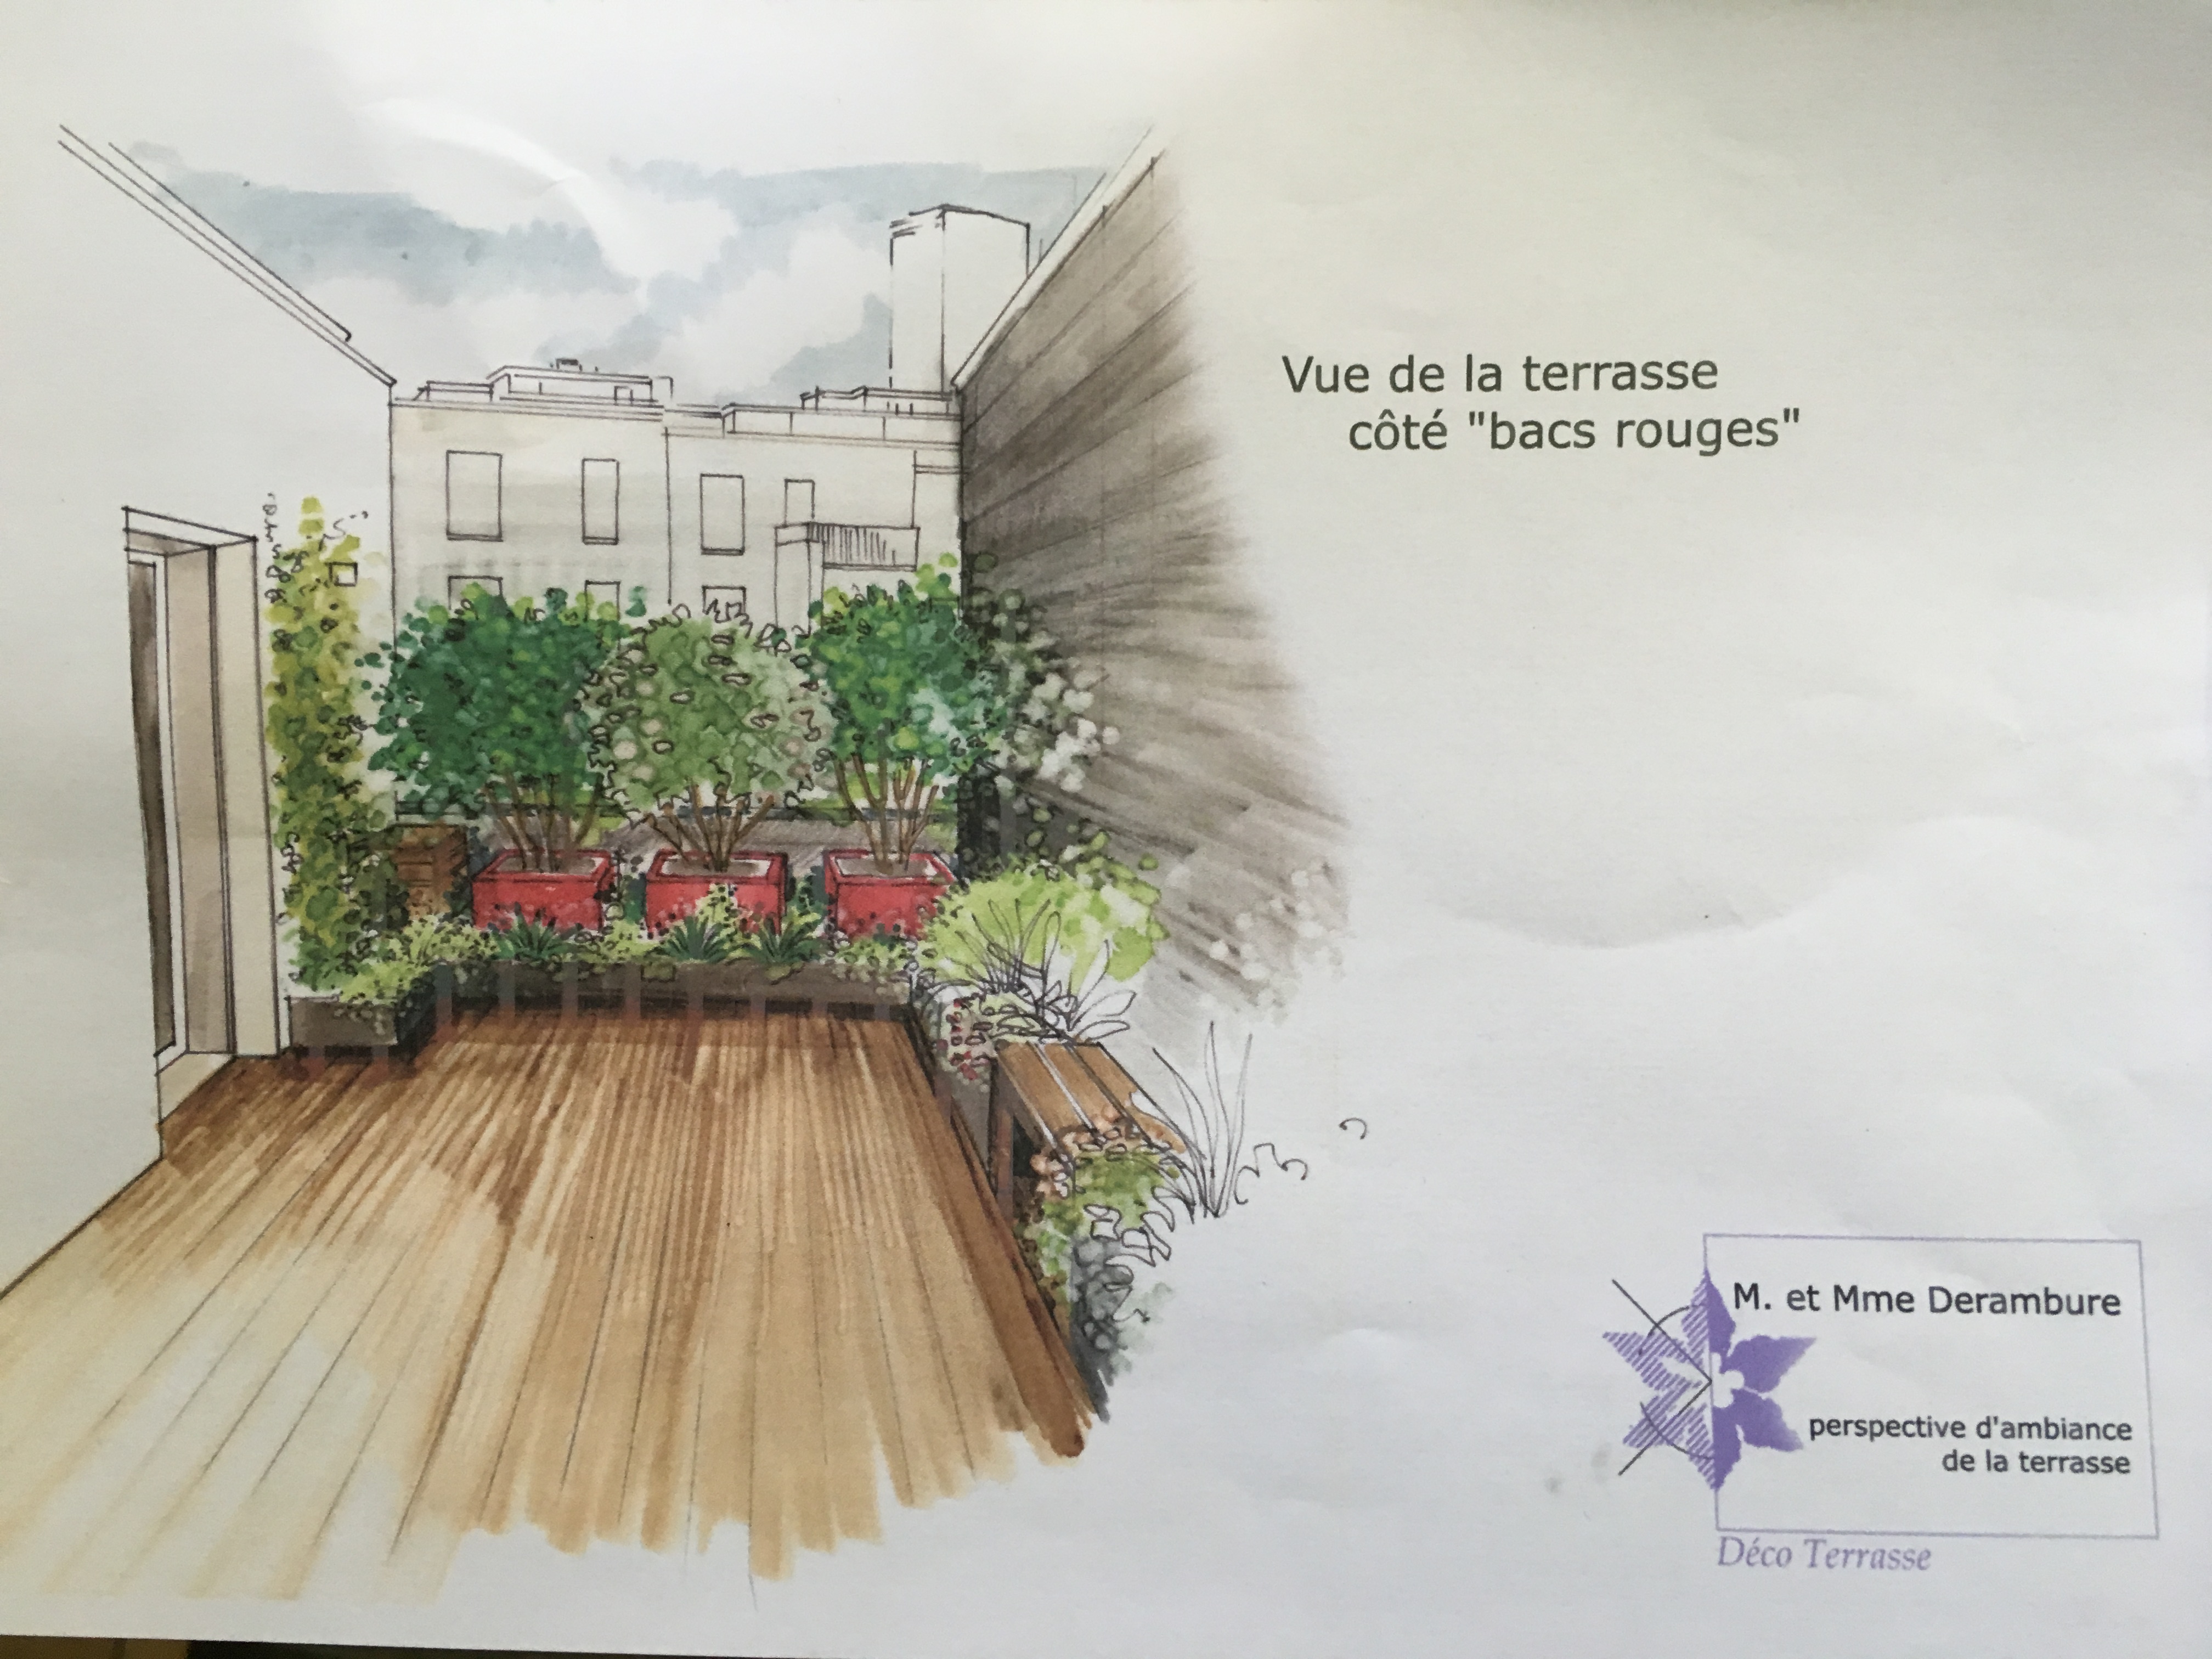 Vue de la terrasse
côté "bacs rouges"
M. et Mme Derambure
perspective d'ambiance
de la terrasse
Déco Terrasse